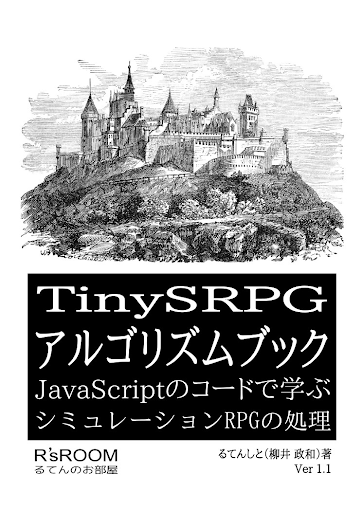 TinySRPG
アルゴリズムブック
JavaScriptのコードで学ぶ
シミュレーションRPGの処理
R'sROOM
るてんのお部屋
るてんしと(柳井 政和)著
Ver 1.1